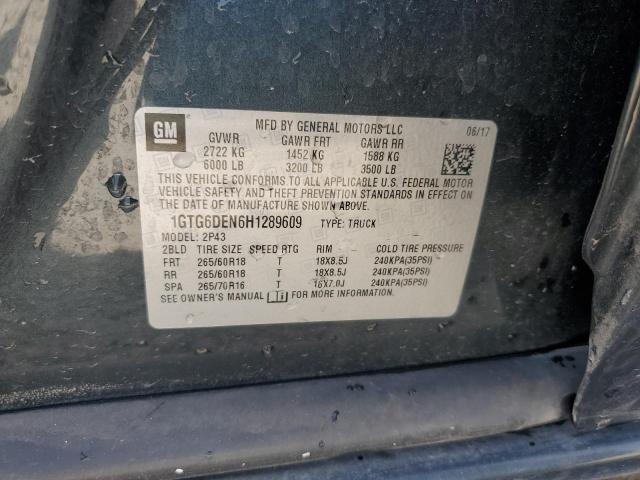 GM
MFD BY GENERAL MOTORS LLC 06/17
GVWR GAWR FRT GAWR RR
2722 KG 1452 KG 1588 KG
6000 LB 3200 LB 3500 LB
THIS VEHICLE CONFORMS TO ALL APPLICABLE U.S. FEDERAL MOTOR
VEHICLE SAFETY AND THEFT PREVENTION STANDARDS IN EFFECT ON
THE DATE OF MANUFACTURE SHOWN ABOVE.
1GTG6DEN6H1289609 TYPE: TRUCK
MODEL: 2P43
2BLD TIRE SIZE SPEED RTG RIM COLD TIRE PRESSURE
FRT 265/60R18 T 18X8.5J 240KPA(35PSI)
RR 265/60R18 T 18X8.5J 240KPA(35PSI)
SPA 265/70R16 T 16X7.0J 240KPA(35PSI)
SEE OWNER'S MANUAL FOR MORE INFORMATION.